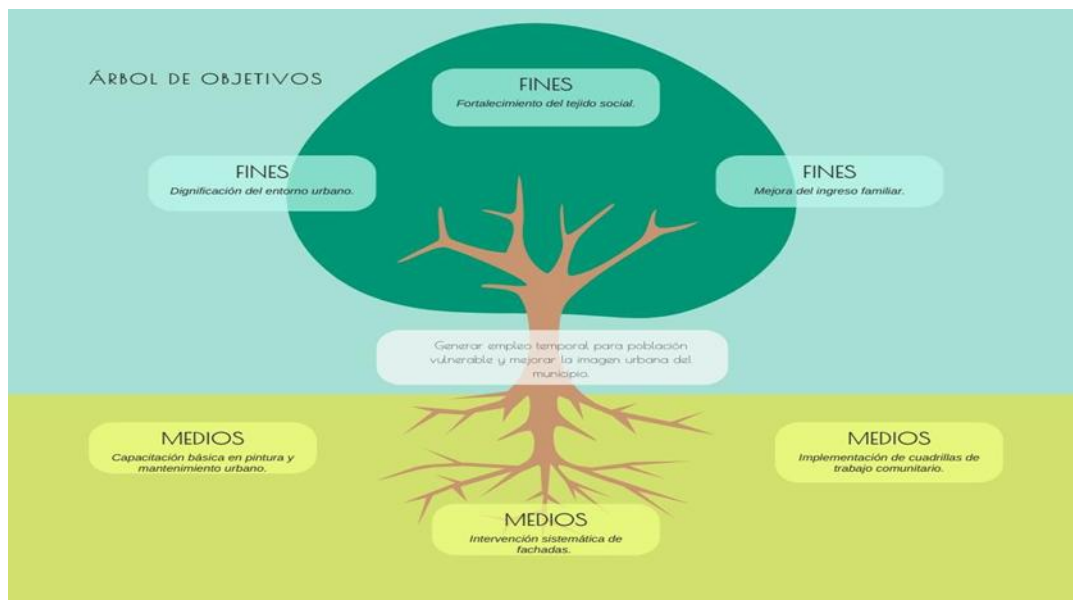 ÁRBOL DE OBJETIVOS
FINES
Fortalecimiento del tejido social.
FINES
Dignificación del entorno urbano.
FINES
Mejora del ingreso familiar.
Generar empleo temporal para población
vulnerable y mejorar la imagen urbana del
municipio.
MEDIOS
Capacitación básica en pintura y
mantenimiento urbano.
MEDIOS
Implementación de cuadrillas de
trabajo comunitario.
MEDIOS
Intervención sistemática de
fachadas.